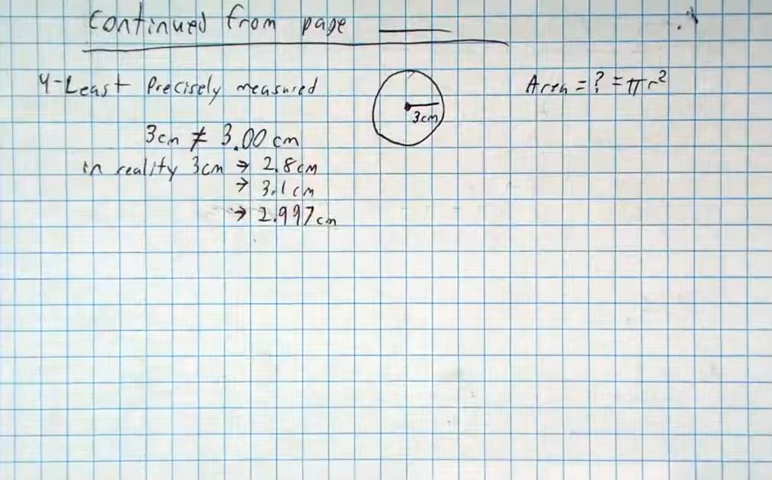 Continued from page
4-Least Precisely measured
3cm
Area = ? = πr²
3cm ≠ 3.00 cm
in reality 3cm → 2.8cm
→ 3.1cm
→ 2.997cm